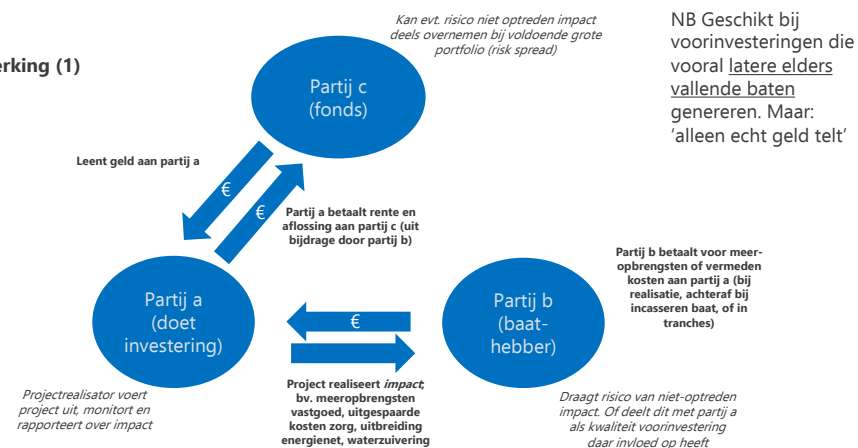 Kan evt. risico niet optreden impact
deels overnemen bij voldoende grote
portfolio (risk spread)
NB Geschikt bij
voorinvesteringen die
vooral latere elders
vallende baten
genereren. Maar:
‘alleen echt geld telt’
erking (1)
Partij c
(fonds)
Leent geld aan partij a
€
€
Partij a betaalt rente en
aflossing aan partij c (uit
bijdrage door partij b)
Partij b betaalt voor meer-
opbrengsten of vermeden
kosten aan partij a (bij
realisatie, achteraf bij
incasseren baat, of in
tranches)
Partij a
(doet
investering)
€
Partij b
(baat-
hebber)
Project realiseert impact,
bv. meeropbrengsten
vastgoed, uitgespaarde
kosten zorg, uitbreiding
energienet, waterzuivering
Projectrealisator voert
project uit, monitort en
rapporteert over impact
Draagt risico van niet-optreden
impact. Of deelt dit met partij a
als kwaliteit voorinvestering
daar invloed op heeft